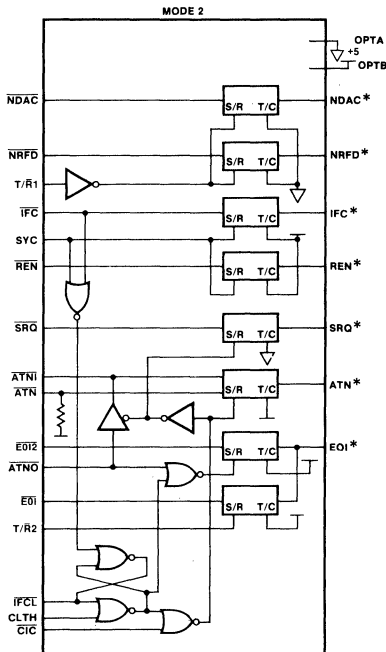 MODE 2
OPTA
+5
OPTB
NDAC S/R T/C NDAC*
NRFD S/R T/C NRFD*
T/R1
IFC S/R T/C IFC*
SYC
REN S/R T/C REN*
SRQ S/R T/C SRQ*
ATNI
ATN S/R T/C ATN*
EOI2 S/R T/C EOI*
ATNO
EOI S/R T/C
T/R2
IFCL
CLTH
CIC